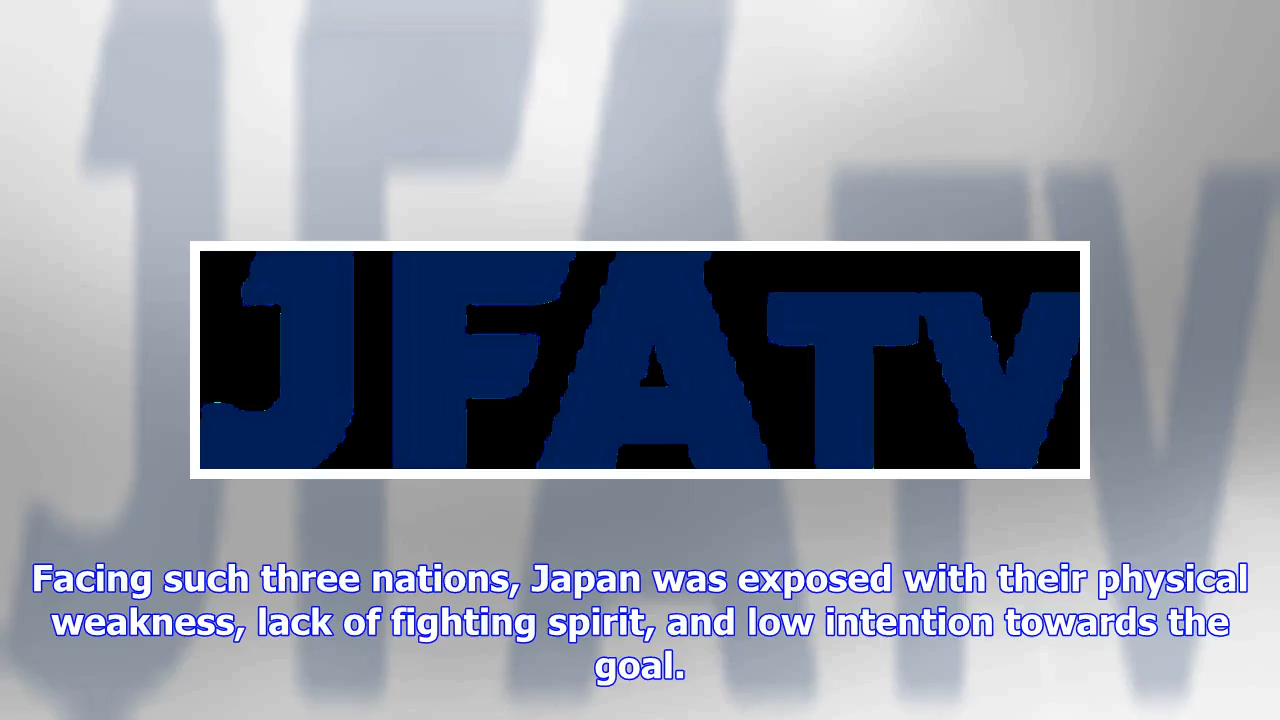 JFATV
Facing such three nations, Japan was exposed with their physical
weakness, lack of fighting spirit, and low intention towards the
goal.